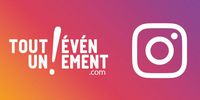 TOUT ! ÉVÉN
UN ! EMENT
.com